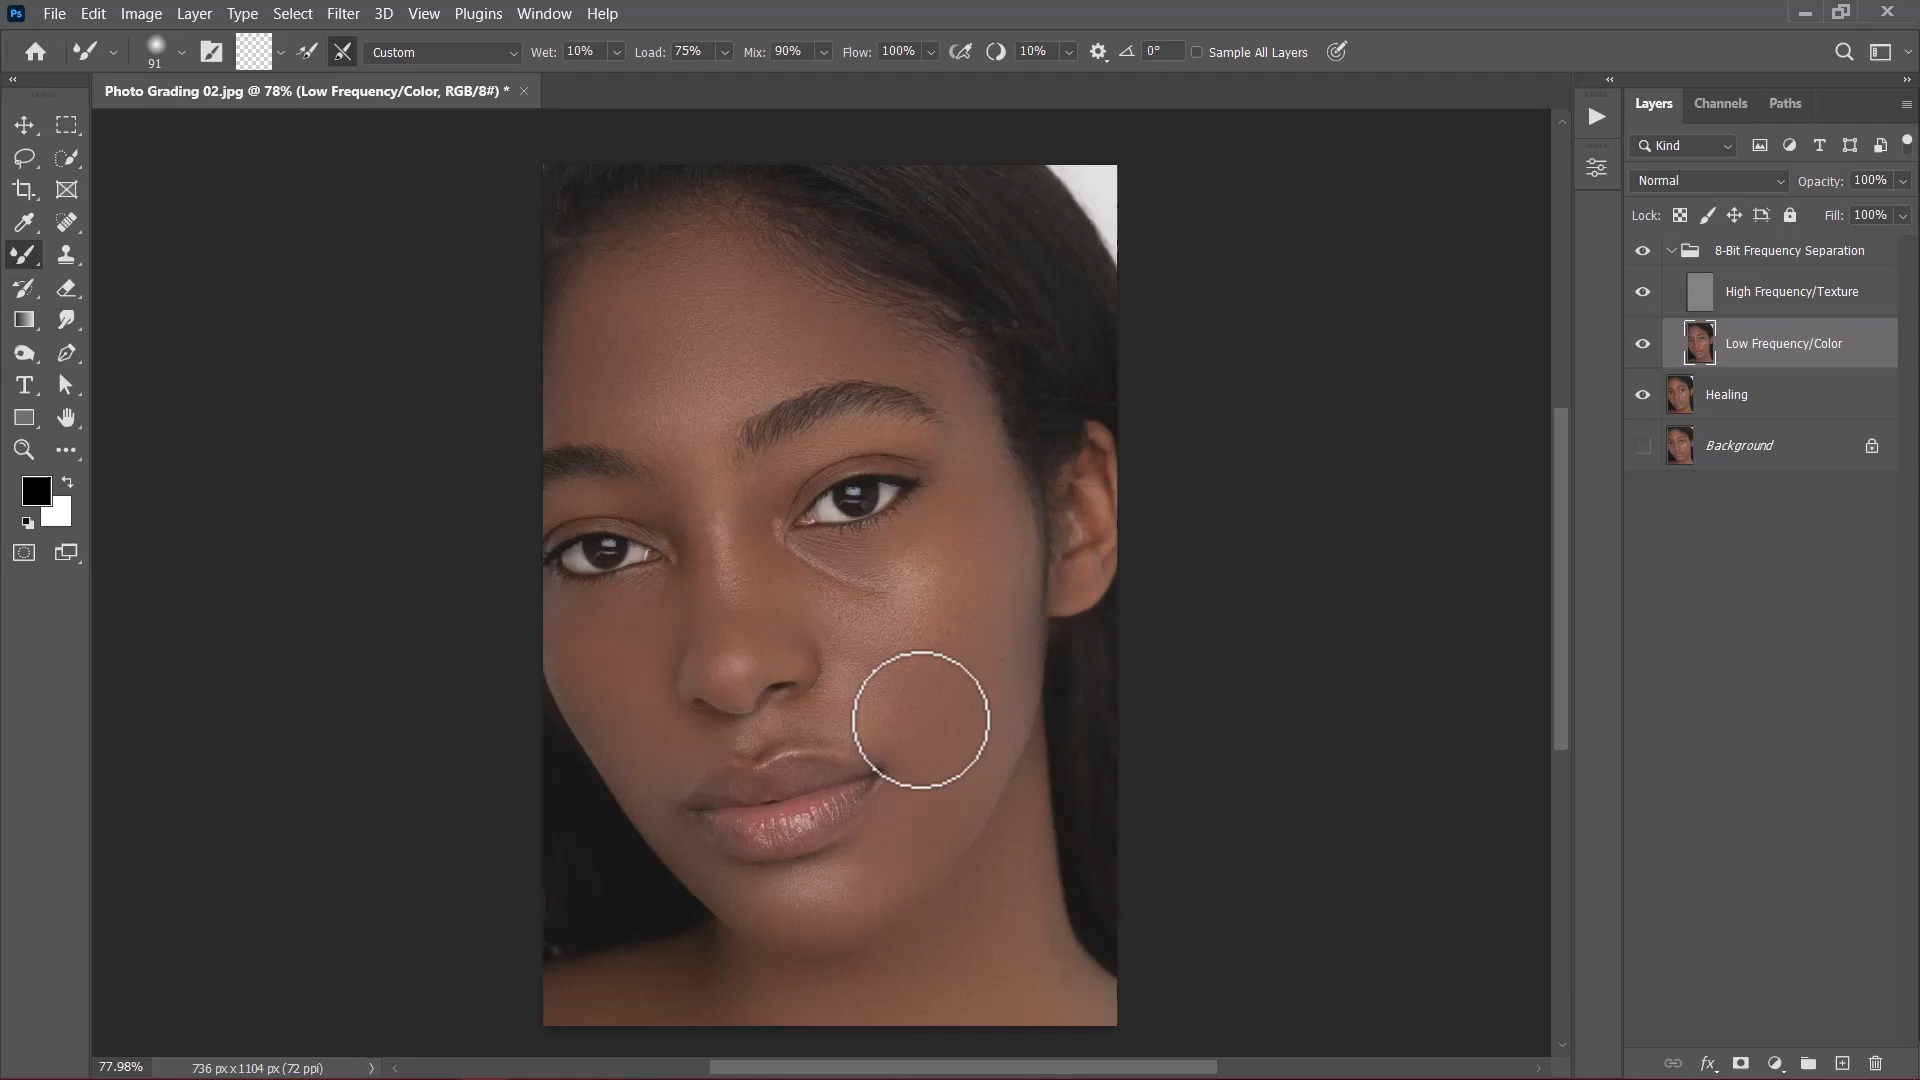 Ps File Edit Image Layer Type Select Filter 3D View Plugins Window Help
91 Custom Wet: 10% Load: 75% Mix: 90% Flow: 100% 10% 0° Sample All Layers
Photo Grading 02.jpg @ 78% (Low Frequency/Color, RGB/8#) *
Layers Channels Paths
Kind
Normal Opacity: 100%
Lock: Fill: 100%
8-Bit Frequency Separation
High Frequency/Texture
Low Frequency/Color
Healing
Background
77.98% 736 px x 1104 px (72 ppi)